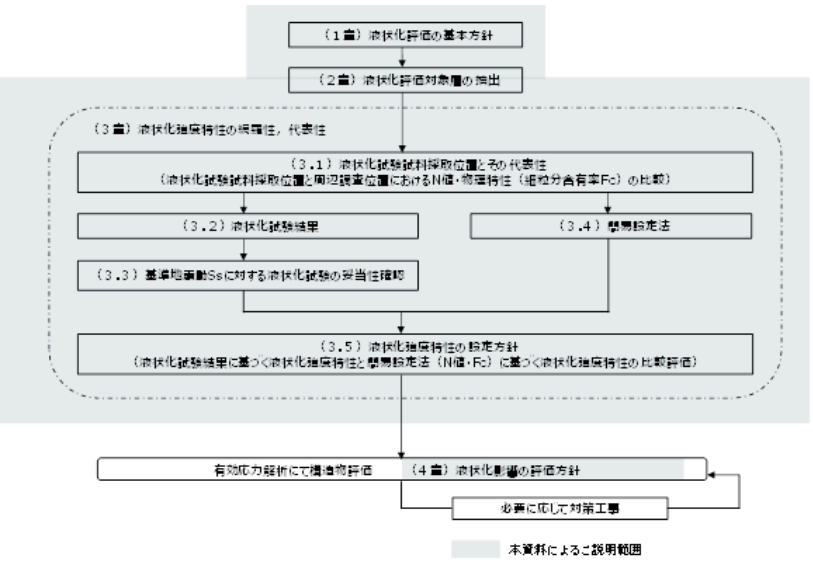 (1章)液状化評価の基本方針
(2章)液状化評価対象層の抽出
(3章)液状化強度特性の網羅性,代表性
(3.1)液状化試験試料採取位置とその代表性
(液状化試験試料採取位置と周辺調査位置におけるN値・物理特性(細粒分含有率Fc)の比較)
(3.2)液状化試験結果
(3.4)簡易設定法
(3.3)基準地震動Ssに対する液状化試験の妥当性確認
(3.5)液状化強度特性の設定方針
(液状化試験結果に基づく液状化強度特性と簡易設定法(N値・Fc)に基づく液状化強度特性の比較評価)
有効応力解析にて構造物評価 (4章)液状化影響の評価方針
必要に応じて対策工事
本資料によるご説明範囲